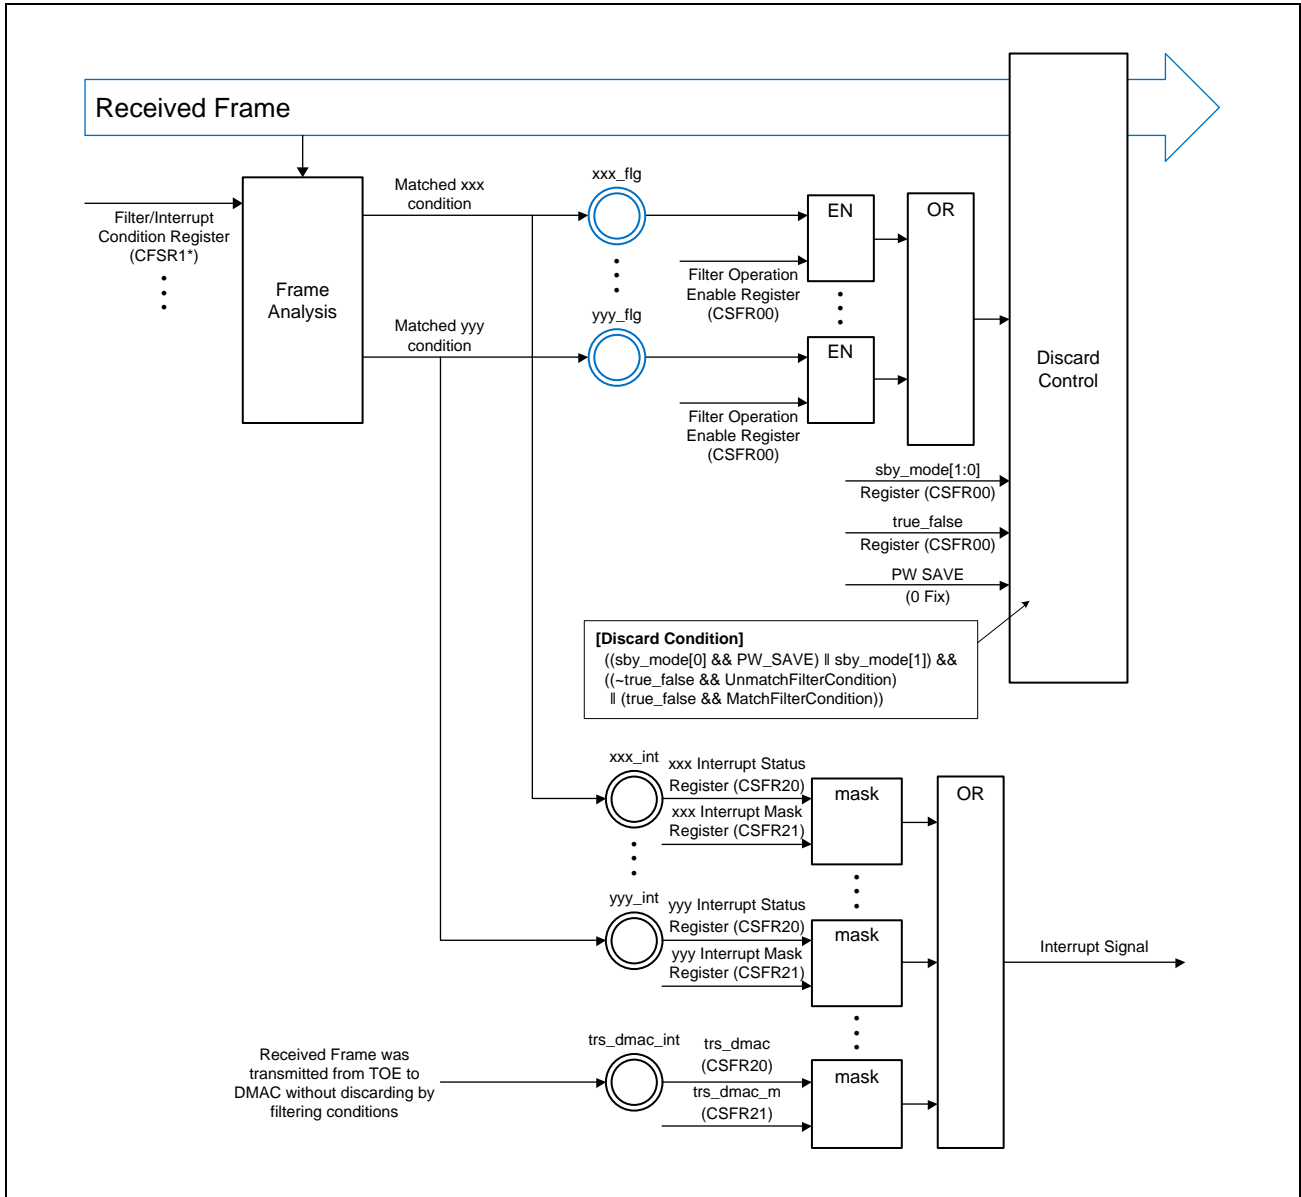 Received Frame
Filter/Interrupt
Condition Register
(CFSR1*)
Frame
Analysis
Matched xxx
condition
Matched yyy
condition
xxx_flg
yyy_flg
Filter Operation
Enable Register
(CSFR00)
Filter Operation
Enable Register
(CSFR00)
EN
EN
OR
Discard
Control
sby_mode[1:0]
Register (CSFR00)
true_false
Register (CSFR00)
PW SAVE
(0 Fix)
[Discard Condition]
((sby_mode[0] && PW_SAVE) || sby_mode[1]) &&
((~true_false && UnmatchFilterCondition)
|| (true_false && MatchFilterCondition))
xxx_int
xxx Interrupt Status
Register (CSFR20)
xxx Interrupt Mask
Register (CSFR21)
mask
OR
yyy_int
yyy Interrupt Status
Register (CSFR20)
yyy Interrupt Mask
Register (CSFR21)
mask
Interrupt Signal
Received Frame was
transmitted from TOE to
DMAC without discarding by
filtering conditions
trs_dmac_int
trs_dmac
(CSFR20)
trs_dmac_m
(CSFR21)
mask